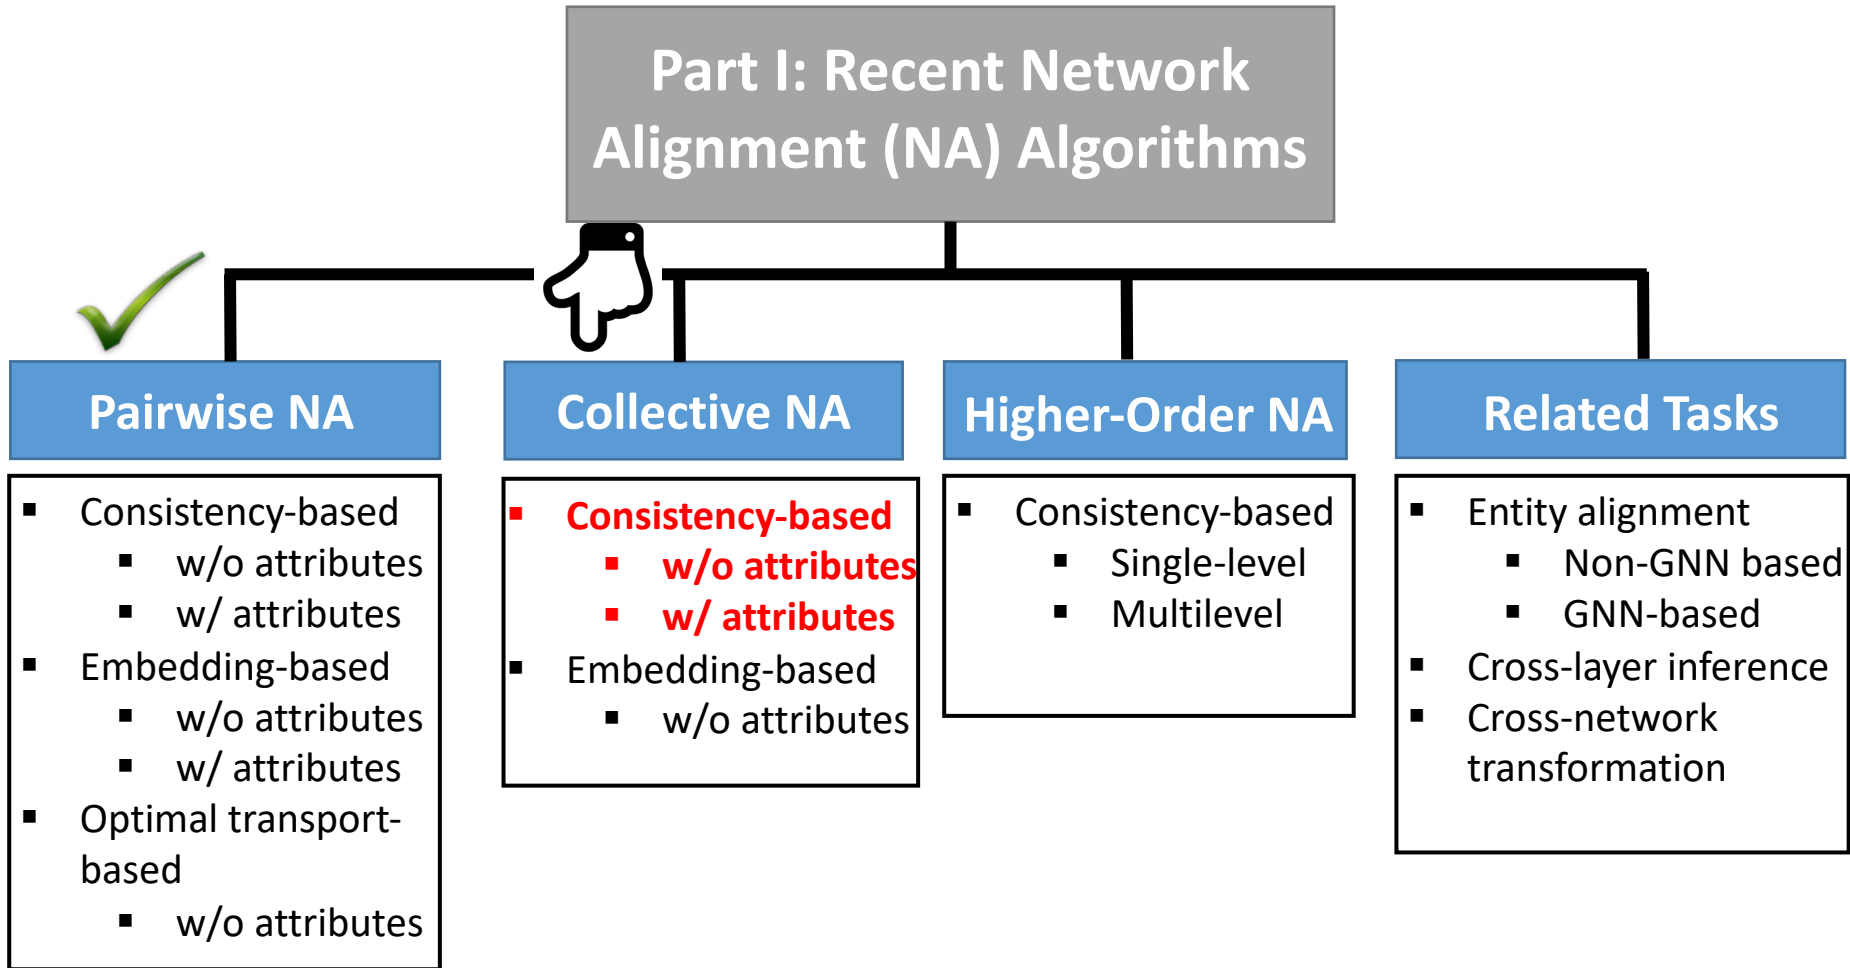 Part I: Recent Network
Alignment (NA) Algorithms
Pairwise NA
Consistency-based
w/o attributes
w/ attributes
Embedding-based
w/o attributes
w/ attributes
Optimal transport-
based
w/o attributes
Collective NA
Consistency-based
w/o attributes
w/ attributes
Embedding-based
w/o attributes
Higher-Order NA
Consistency-based
Single-level
Multilevel
Related Tasks
Entity alignment
Non-GNN based
GNN-based
Cross-layer inference
Cross-network
transformation